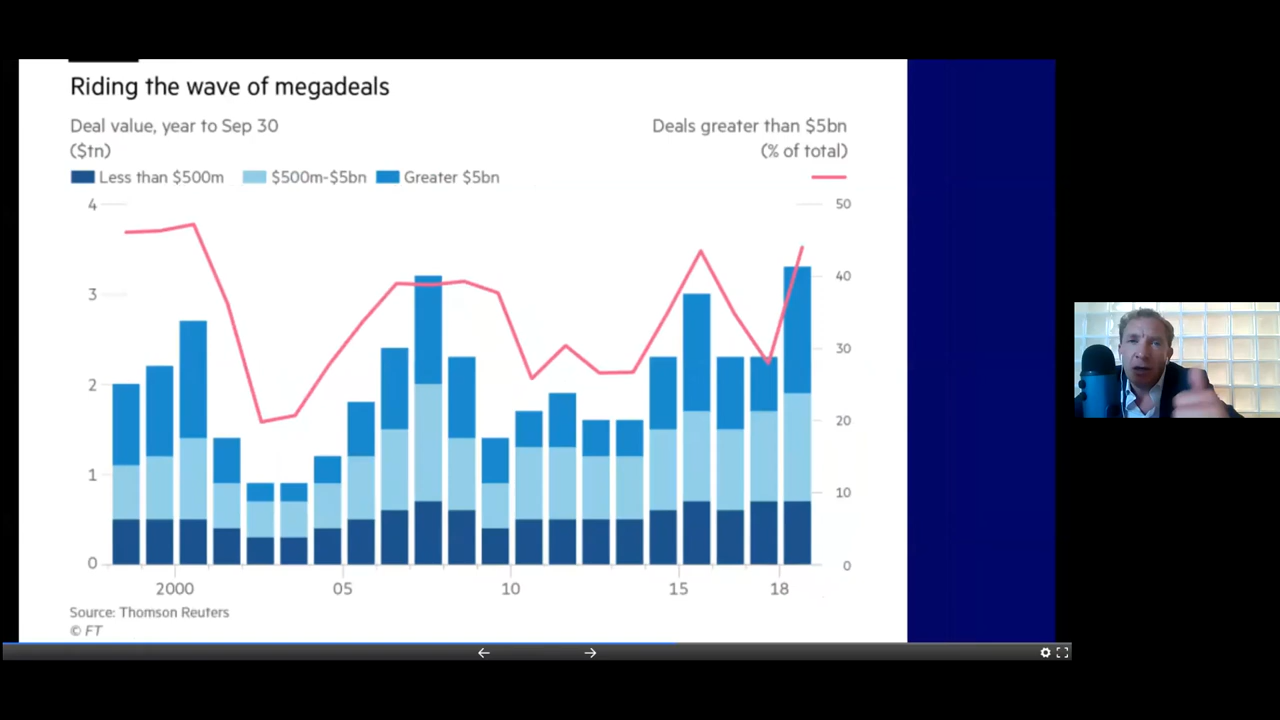 Riding the wave of megadeals
Deal value, year to Sep 30
($tn)
Deals greater than $5bn
(% of total)
Less than $500m
$500m-$5bn
Greater $5bn
4
3
2
1
0
50
40
30
20
10
0
2000
05
10
15
18
Source: Thomson Reuters
© FT